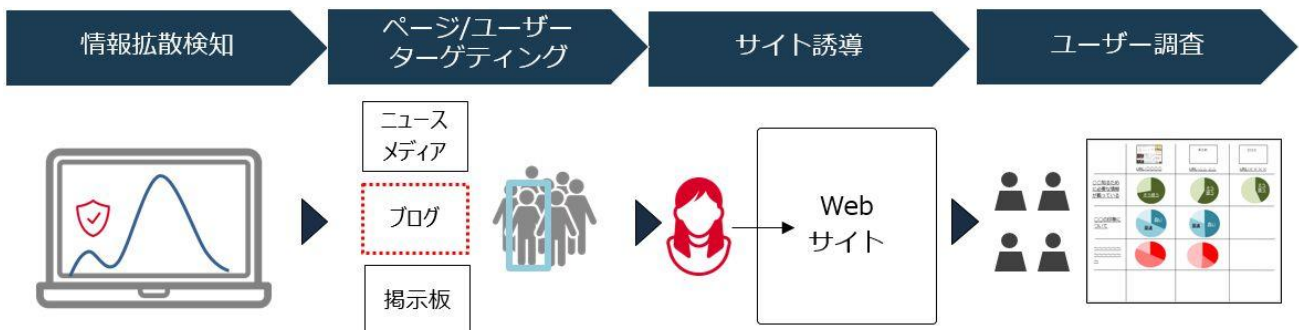 情報拡散検知
ページ/ユーザー
ターゲティング
サイト誘導
ユーザー調査
ニュース
メディア
ブログ
掲示板
Web
サイト